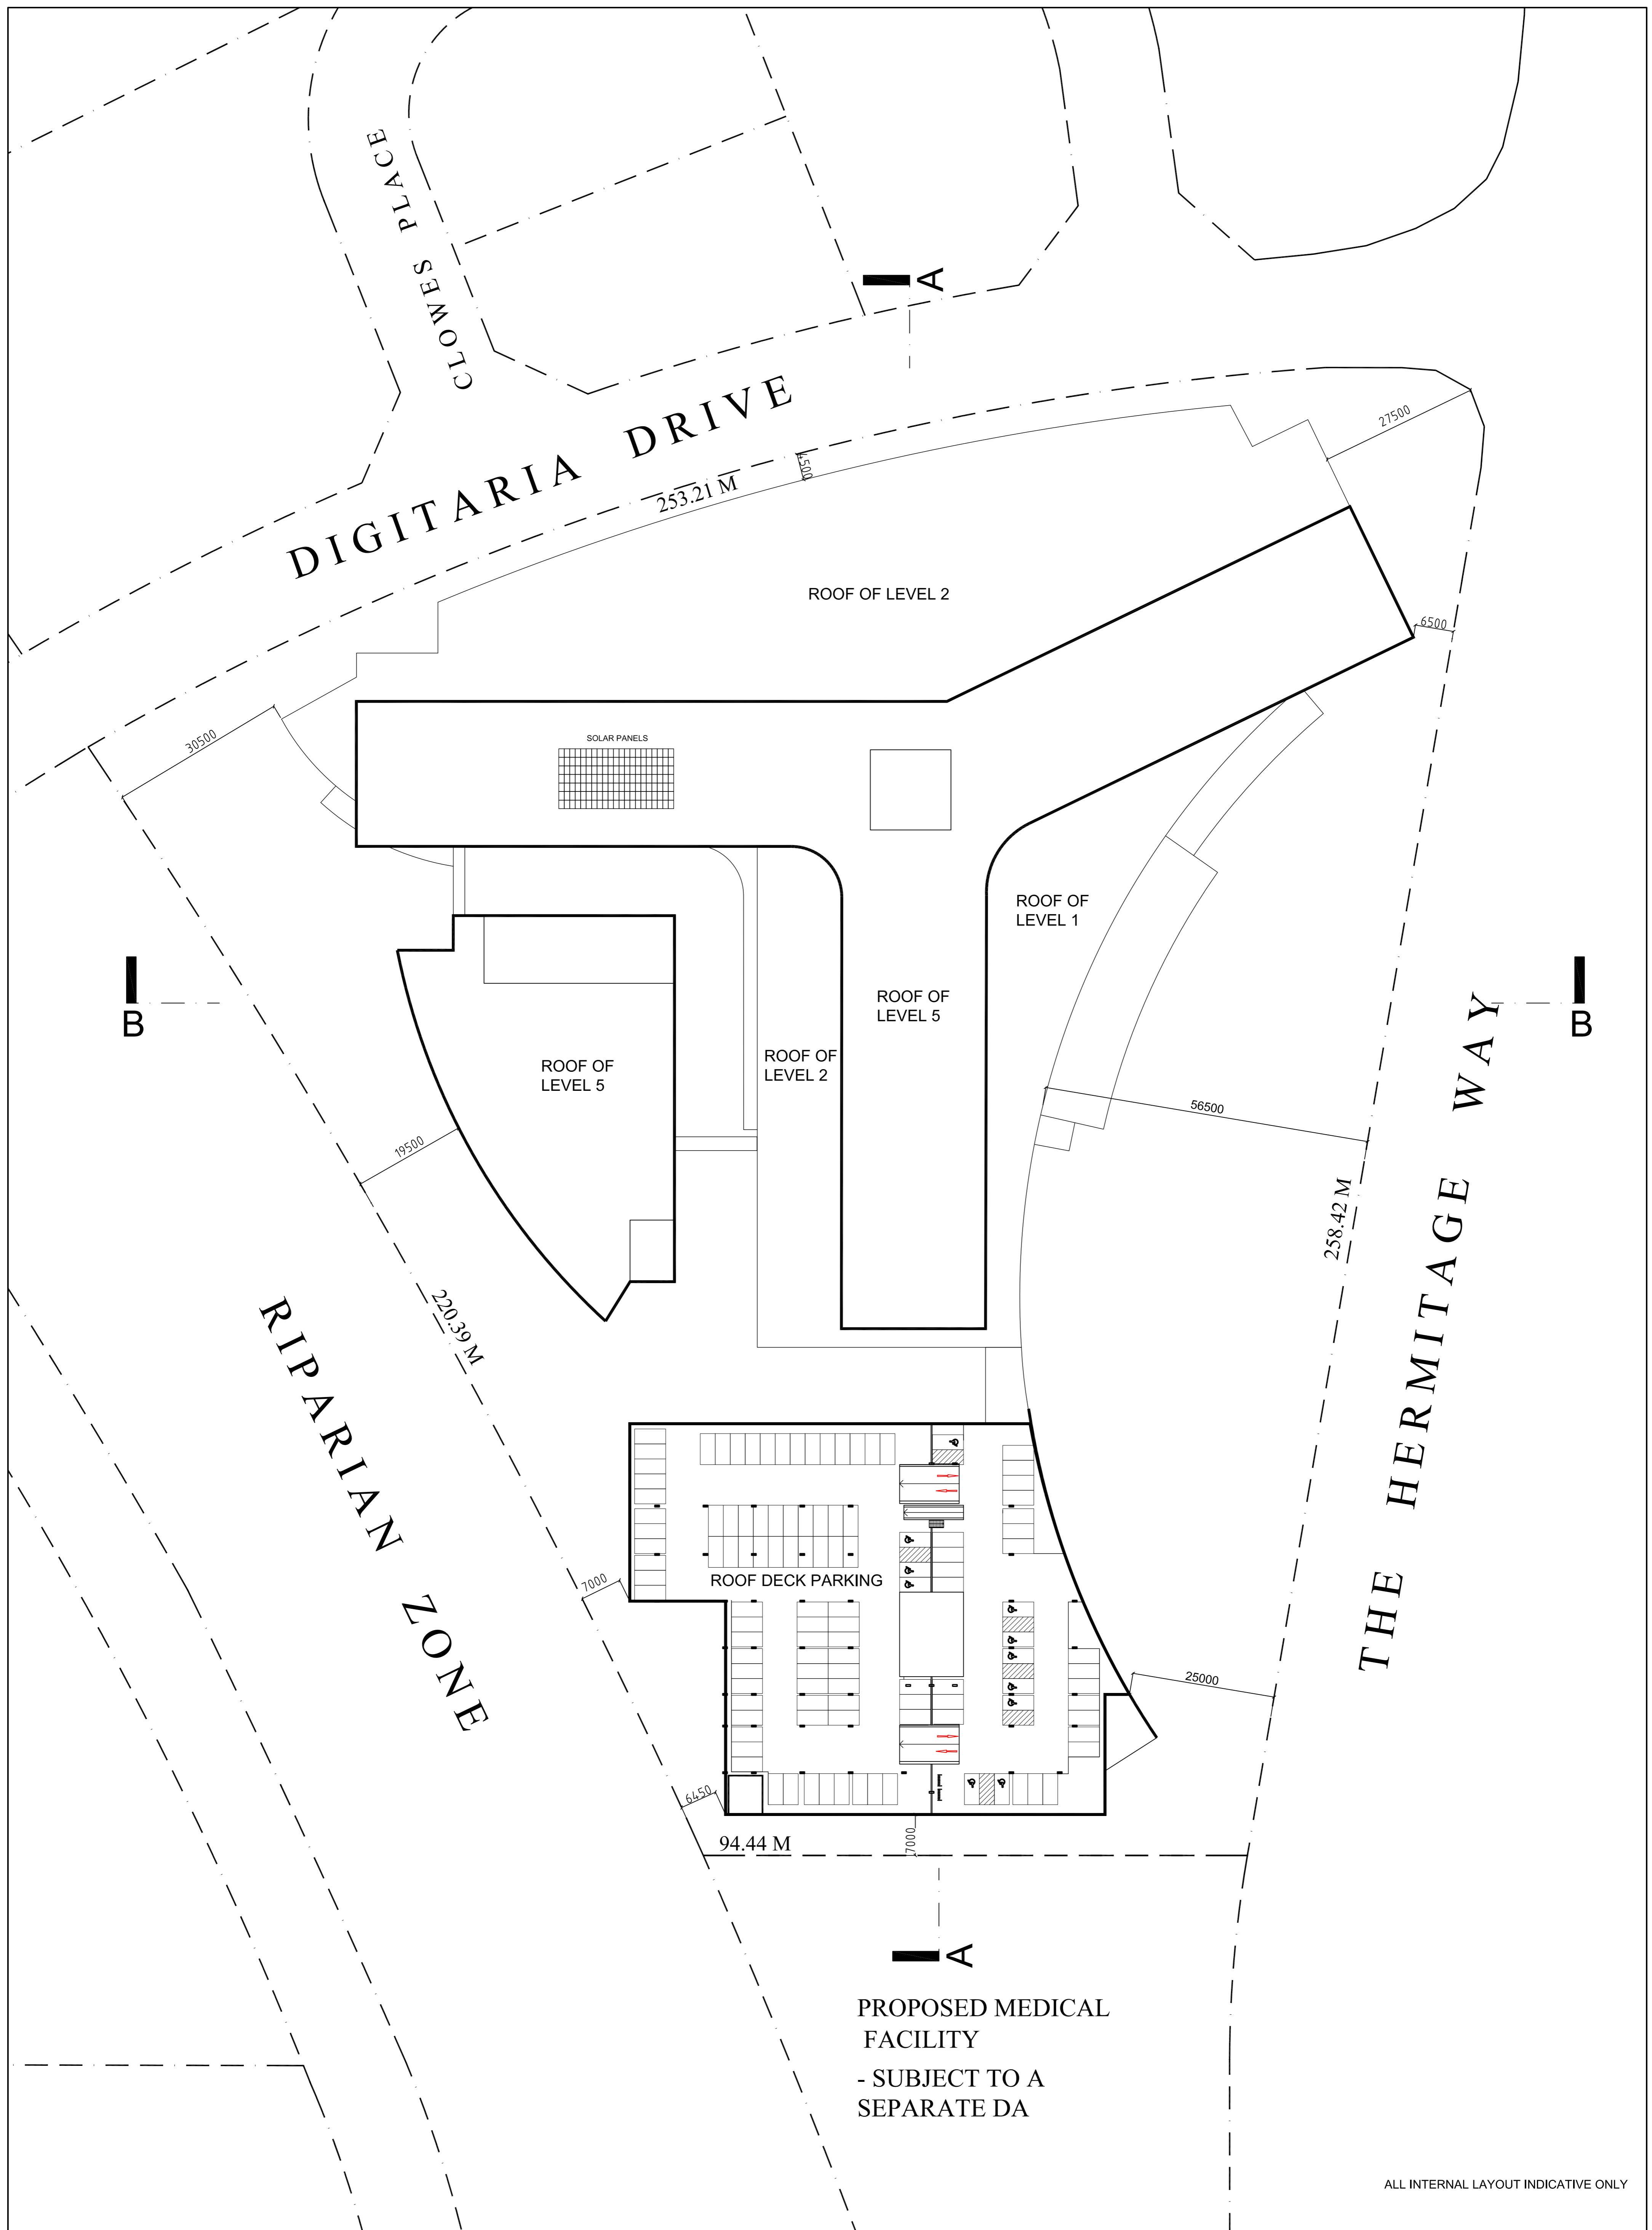 CLOWES PLACE
A
DIGITARIA DRIVE
27500
4500
253.21 M
ROOF OF LEVEL 2
6500
30500
SOLAR PANELS
ROOF OF
LEVEL 1
B
ROOF OF
LEVEL 5
B
ROOF OF
LEVEL 2
ROOF OF
LEVEL 5
THE HERMITAGE WAY
56500
19500
258.42 M
220.39 M
RIPARIAN ZONE
7000
ROOF DECK PARKING
25000
6450
94.44 M
7000
A
PROPOSED MEDICAL
FACILITY
- SUBJECT TO A
SEPARATE DA
ALL INTERNAL LAYOUT INDICATIVE ONLY